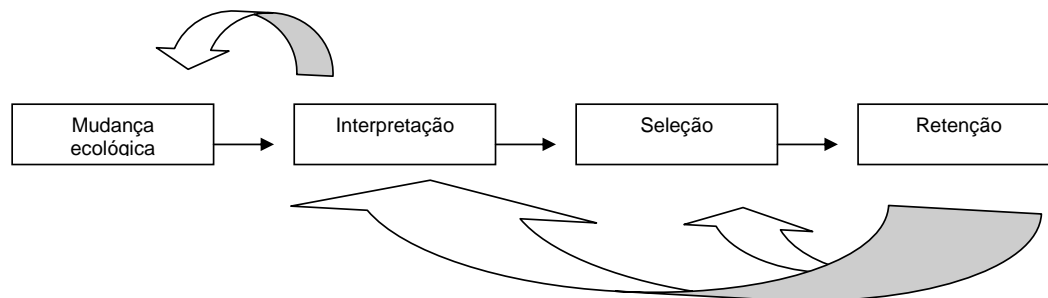 Mudança
ecológica
Interpretação
Seleção
Retenção